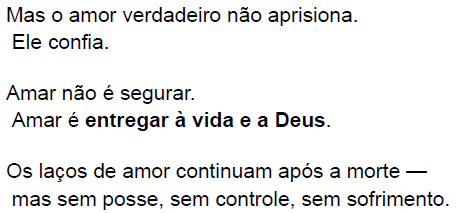 Mas o amor verdadeiro não aprisiona.
Ele confia.
Amar não é segurar.
Amar é entregar à vida e a Deus.
Os laços de amor continuam após a morte —
mas sem posse, sem controle, sem sofrimento.